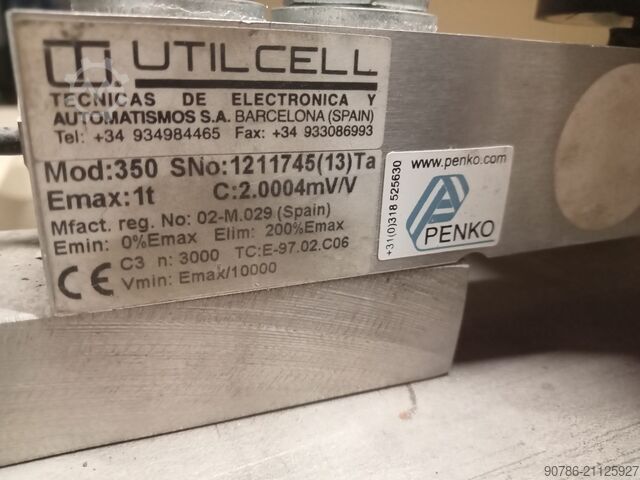 UTILCELL
TECNICAS DE ELECTRONICA Y
AUTOMATISMOS S.A. BARCELONA (SPAIN)
Tel: +34 934984465 Fax: +34 933086993
Mod:350 SNo:1211745(13)Ta
Emax:1t C:2.0004mV/V
Mfact. reg. No: 02-M.029 (Spain)
Emin: 0%Emax Elim: 200%Emax
CE C3 n: 3000 TC:E-97.02.C06
Vmin: Emax/10000
www.penko.com
+31(0)318 525630
PENKO
90786-21125927